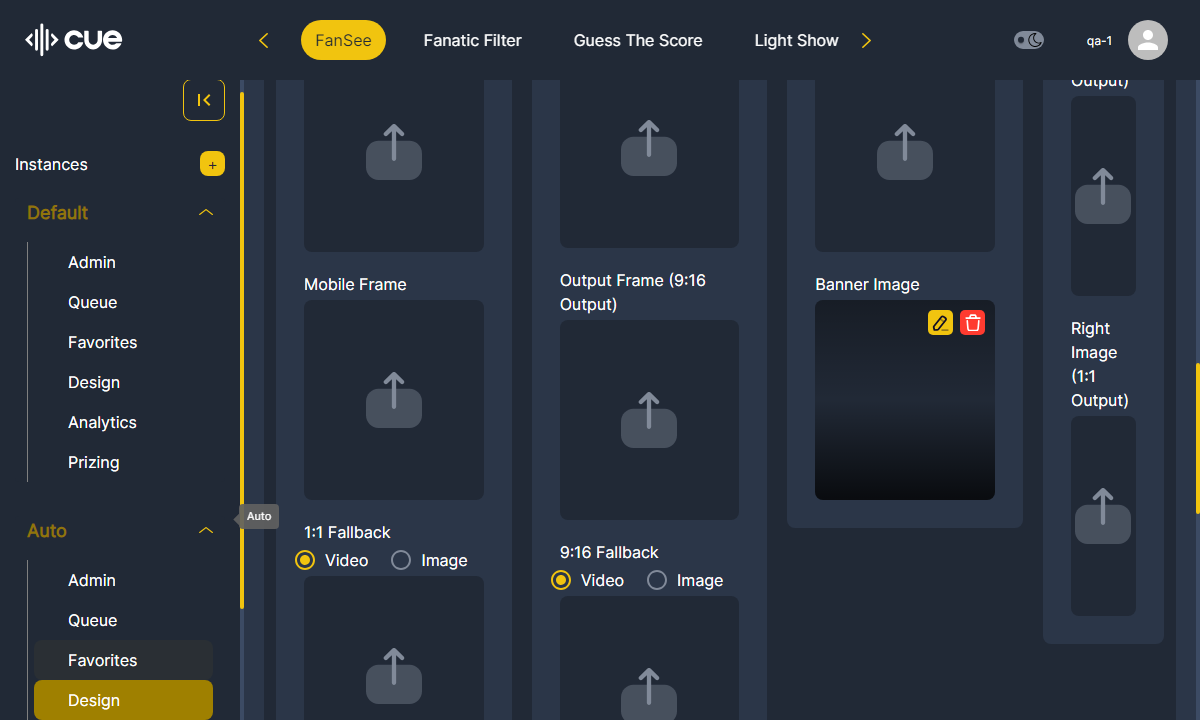 cue
FanSee
Fanatic Filter
Guess The Score
Light Show
qa-1
Instances
+
Default
Admin
Queue
Favorites
Design
Analytics
Prizing
Auto
Auto
Admin
Queue
Favorites
Design
Mobile Frame
1:1 Fallback
Video
Image
Output Frame (9:16
Output)
9:16 Fallback
Video
Image
Banner Image
Output)
Right
Image
(1:1
Output)